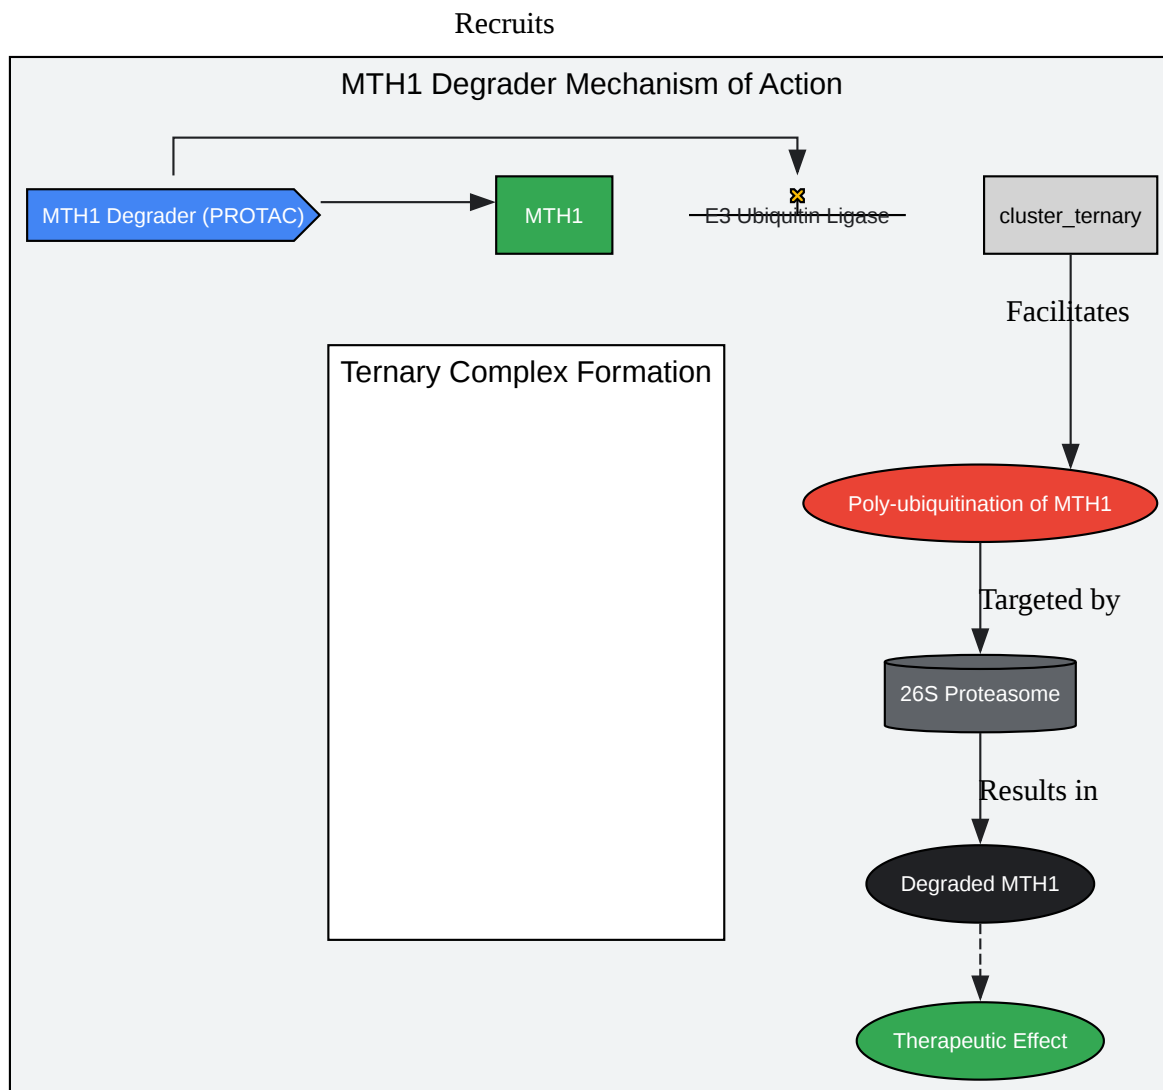 Recruits
MTH1 Degrader Mechanism of Action
MTH1 Degrader (PROTAC)
MTH1
E3 Ubiquitin Ligase
cluster_ternary
Facilitates
Ternary Complex Formation
Poly-ubiquitination of MTH1
Targeted by
26S Proteasome
Results in
Degraded MTH1
Therapeutic Effect